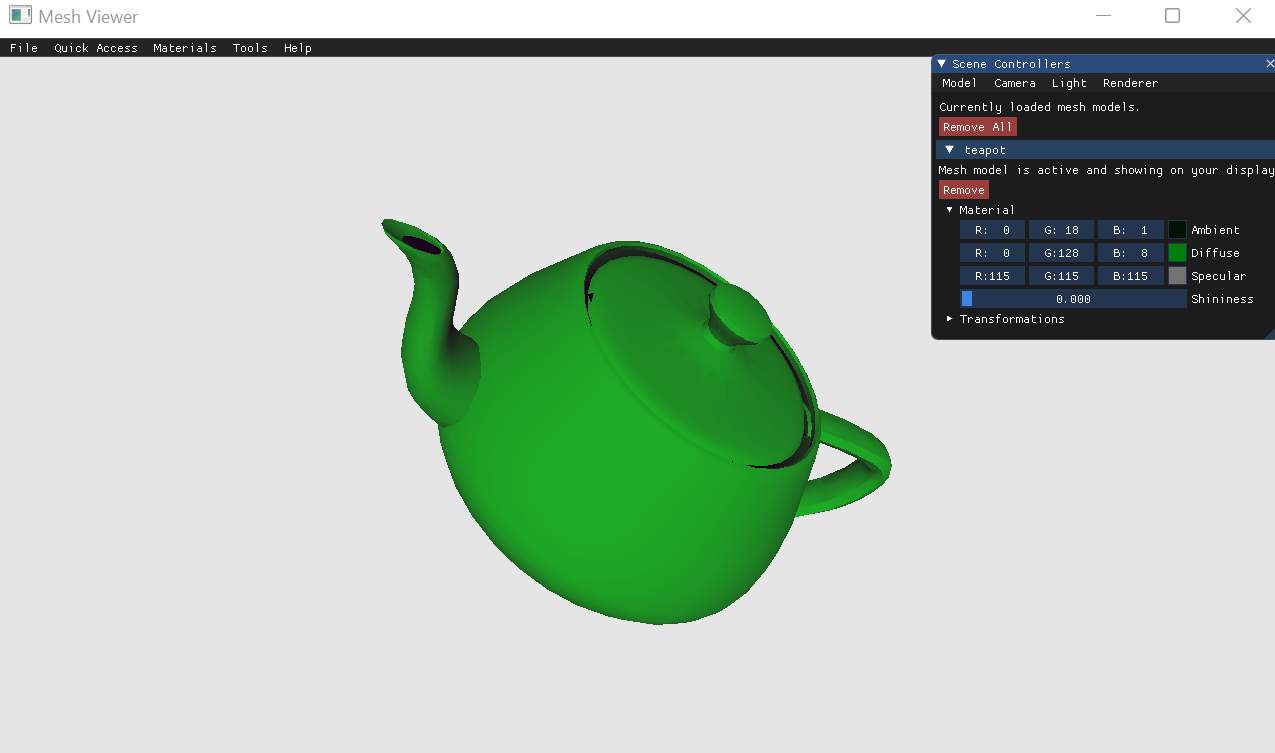 Mesh Viewer
File Quick Access Materials Tools Help
Scene Controllers
Model Camera Light Renderer
Currently loaded mesh models.
Remove All
teapot
Mesh model is active and showing on your display
Remove
Material
R: 0 G: 18 B: 1 Ambient
R: 0 G:128 B: 8 Diffuse
R:115 G:115 B:115 Specular
0.000 Shininess
Transformations